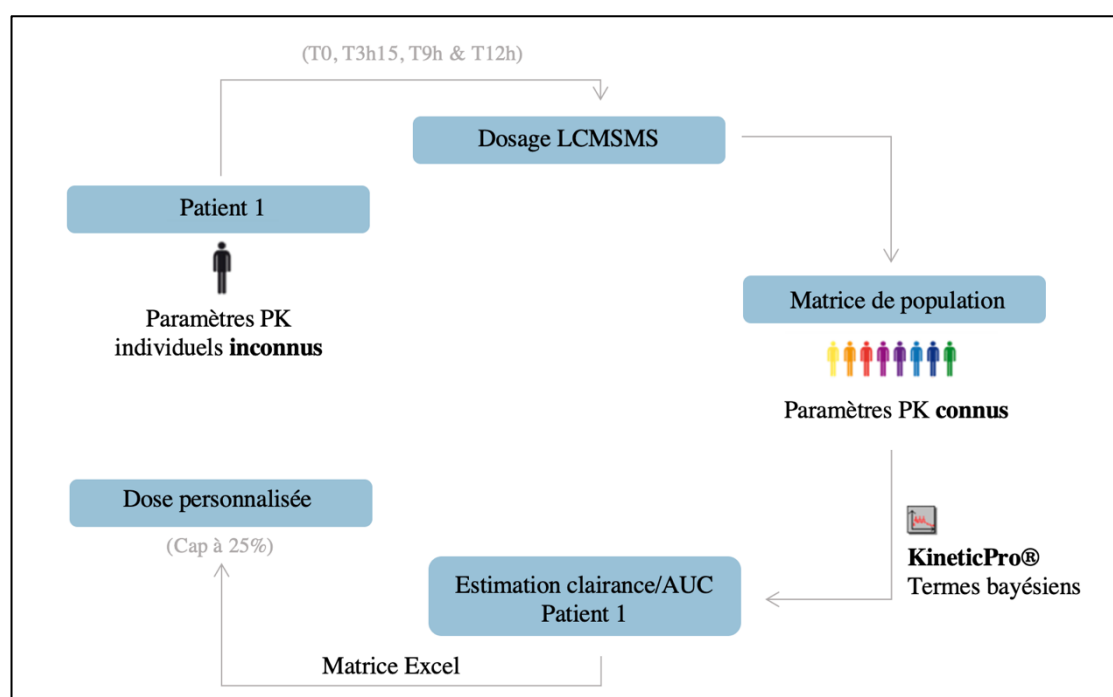 (T0, T3h15, T9h & T12h)
Dosage LCMSMS
Patient 1
Paramètres PK
individuels inconnus
Matrice de population
Paramètres PK connus
KineticPro®
Termes bayésiens
Estimation clairance/AUC
Patient 1
Matrice Excel
Dose personnalisée
(Cap à 25%)